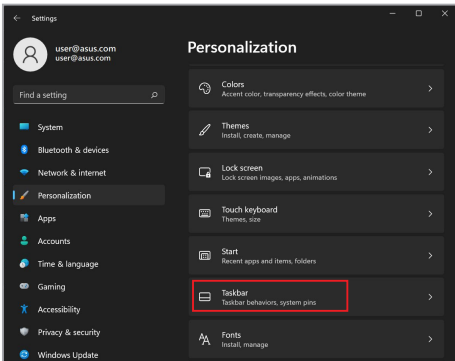 Settings
user@asus.com
user@asus.com
Find a setting
System
Bluetooth & devices
Network & internet
Personalization
Apps
Accounts
Time & language
Gaming
Accessibility
Privacy & security
Windows Update
Personalization
Colors
Accent color, transparency effects, color theme
Themes
Install, create, manage
Lock screen
Lock screen images, apps, animations
Touch keyboard
Themes, size
Start
Recent apps and items, folders
Taskbar
Taskbar behaviors, system pins
Fonts
Install, manage